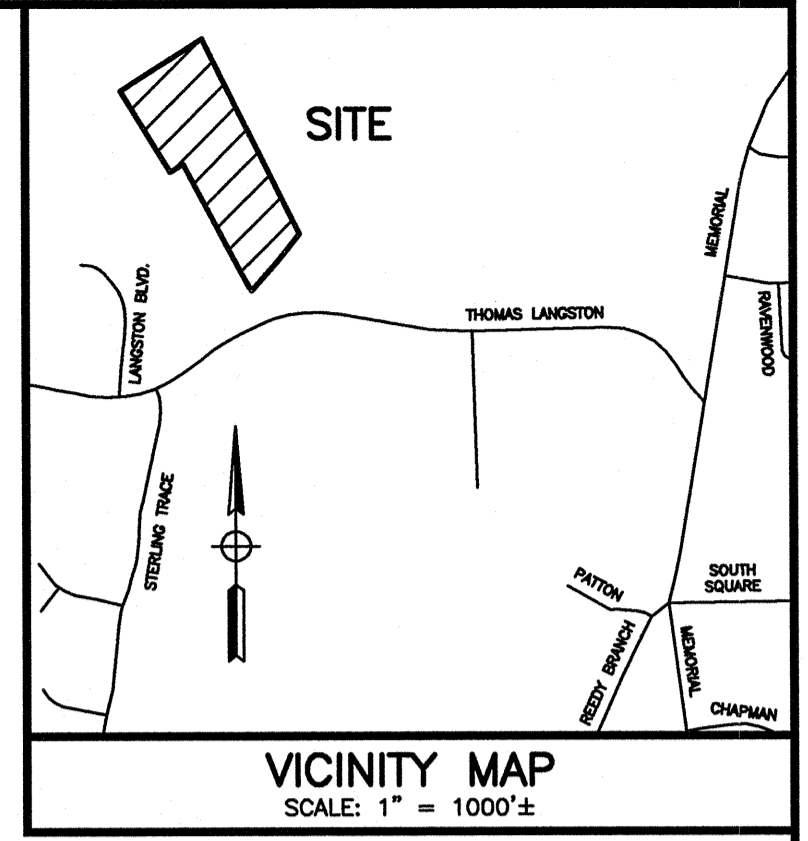 SITE
MEMORIAL
LANGSTON BLVD.
RAVENWOOD
THOMAS LANGSTON
STERLING TRACE
PATTON
SOUTH
SQUARE
REEDY BRANCH
MEMORIAL
CHAPMAN
VICINITY MAP
SCALE: 1" = 1000'±